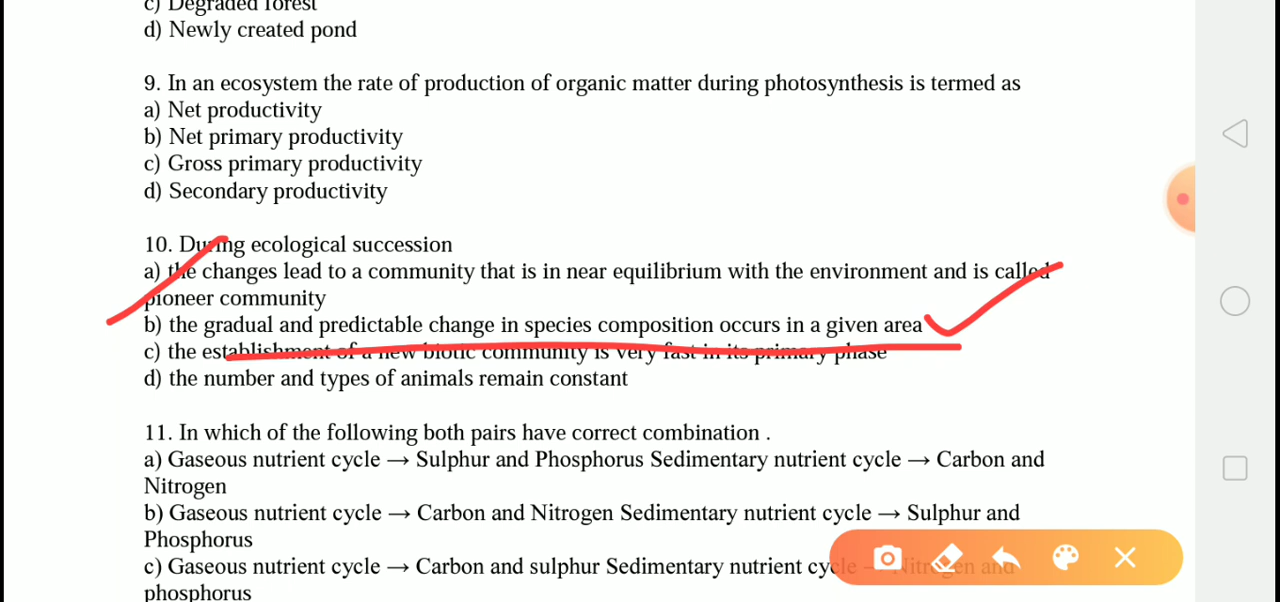 c) Degraded forest
d) Newly created pond
9. In an ecosystem the rate of production of organic matter during photosynthesis is termed as
a) Net productivity
b) Net primary productivity
c) Gross primary productivity
d) Secondary productivity
10. During ecological succession
a) the changes lead to a community that is in near equilibrium with the environment and is called
pioneer community
b) the gradual and predictable change in species composition occurs in a given area
c) the establishment of a new biotic community is very fast in its primary phase
d) the number and types of animals remain constant
11. In which of the following both pairs have correct combination .
a) Gaseous nutrient cycle → Sulphur and Phosphorus Sedimentary nutrient cycle → Carbon and
Nitrogen
b) Gaseous nutrient cycle → Carbon and Nitrogen Sedimentary nutrient cycle → Sulphur and
Phosphorus
c) Gaseous nutrient cycle → Carbon and sulphur Sedimentary nutrient cycle → Nitrogen and
phosphorus